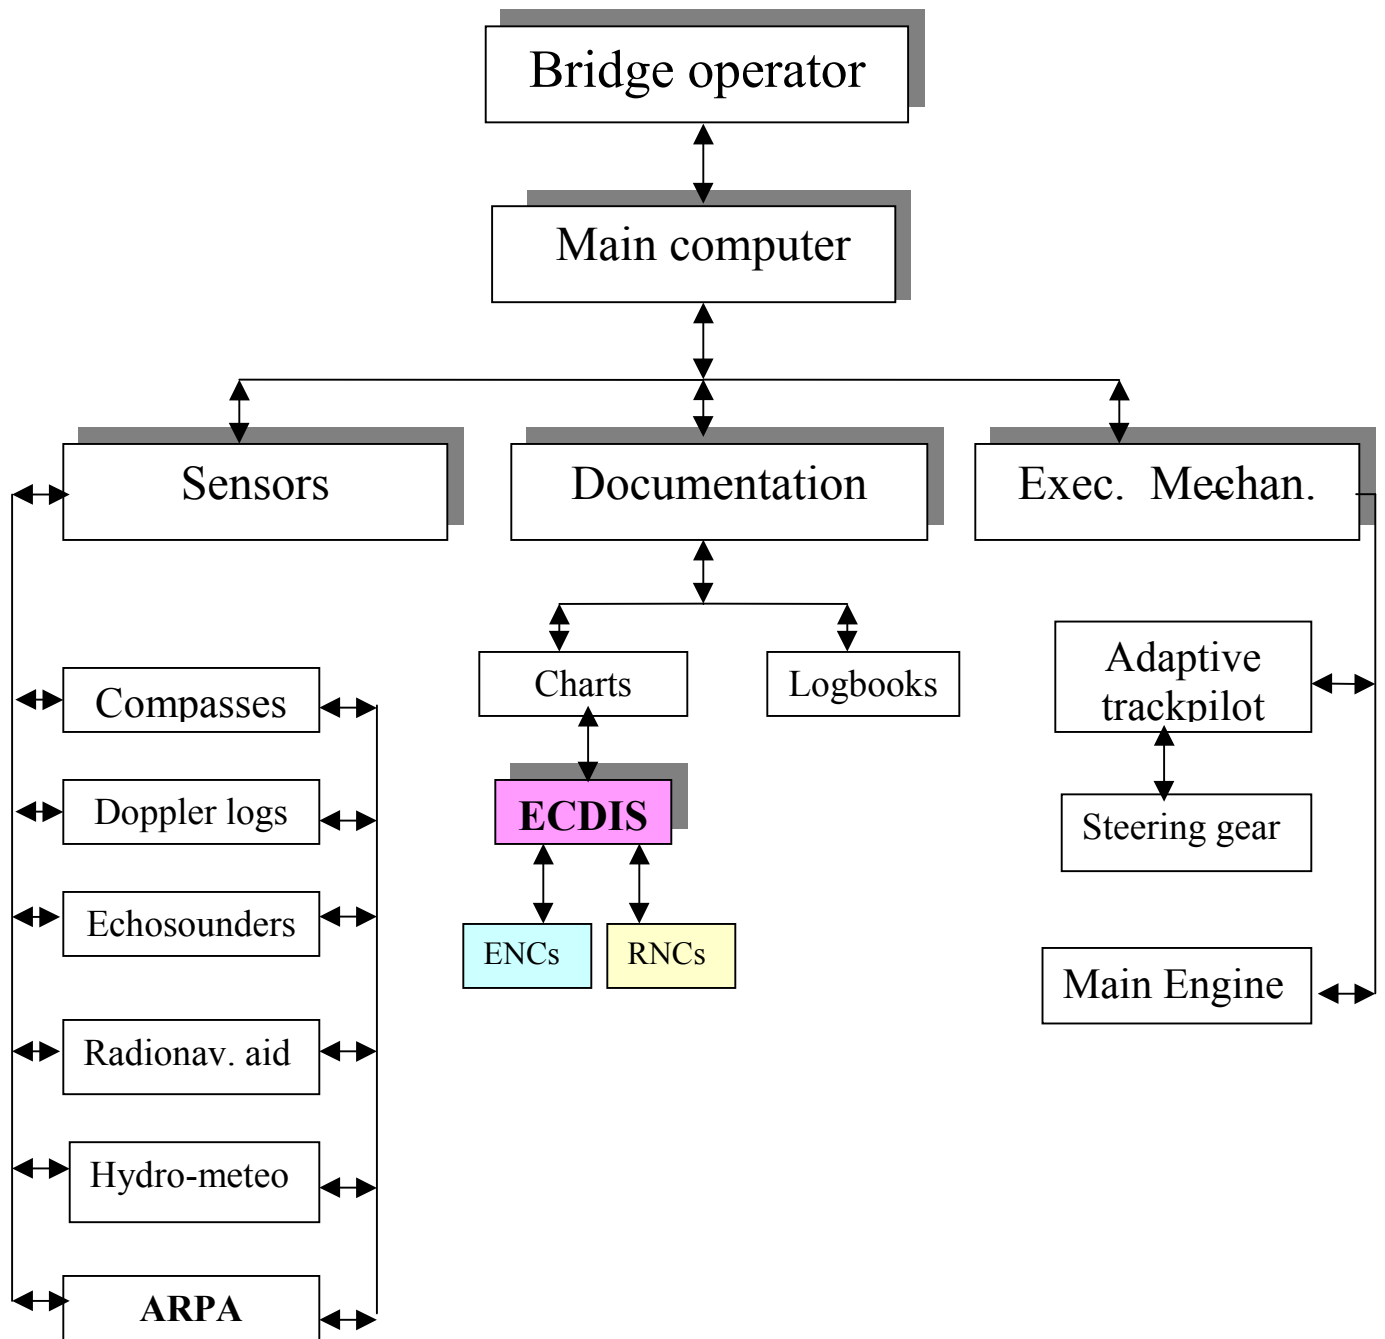 Bridge operator
Main computer
Sensors
Documentation
Exec. Mechan.
Charts
Logbooks
Adaptive
trackpilot
Compasses
Doppler logs
ECDIS
Steering gear
Echosounders
ENCs
RNCs
Main Engine
Radionav. aid
Hydro-meteo
ARPA